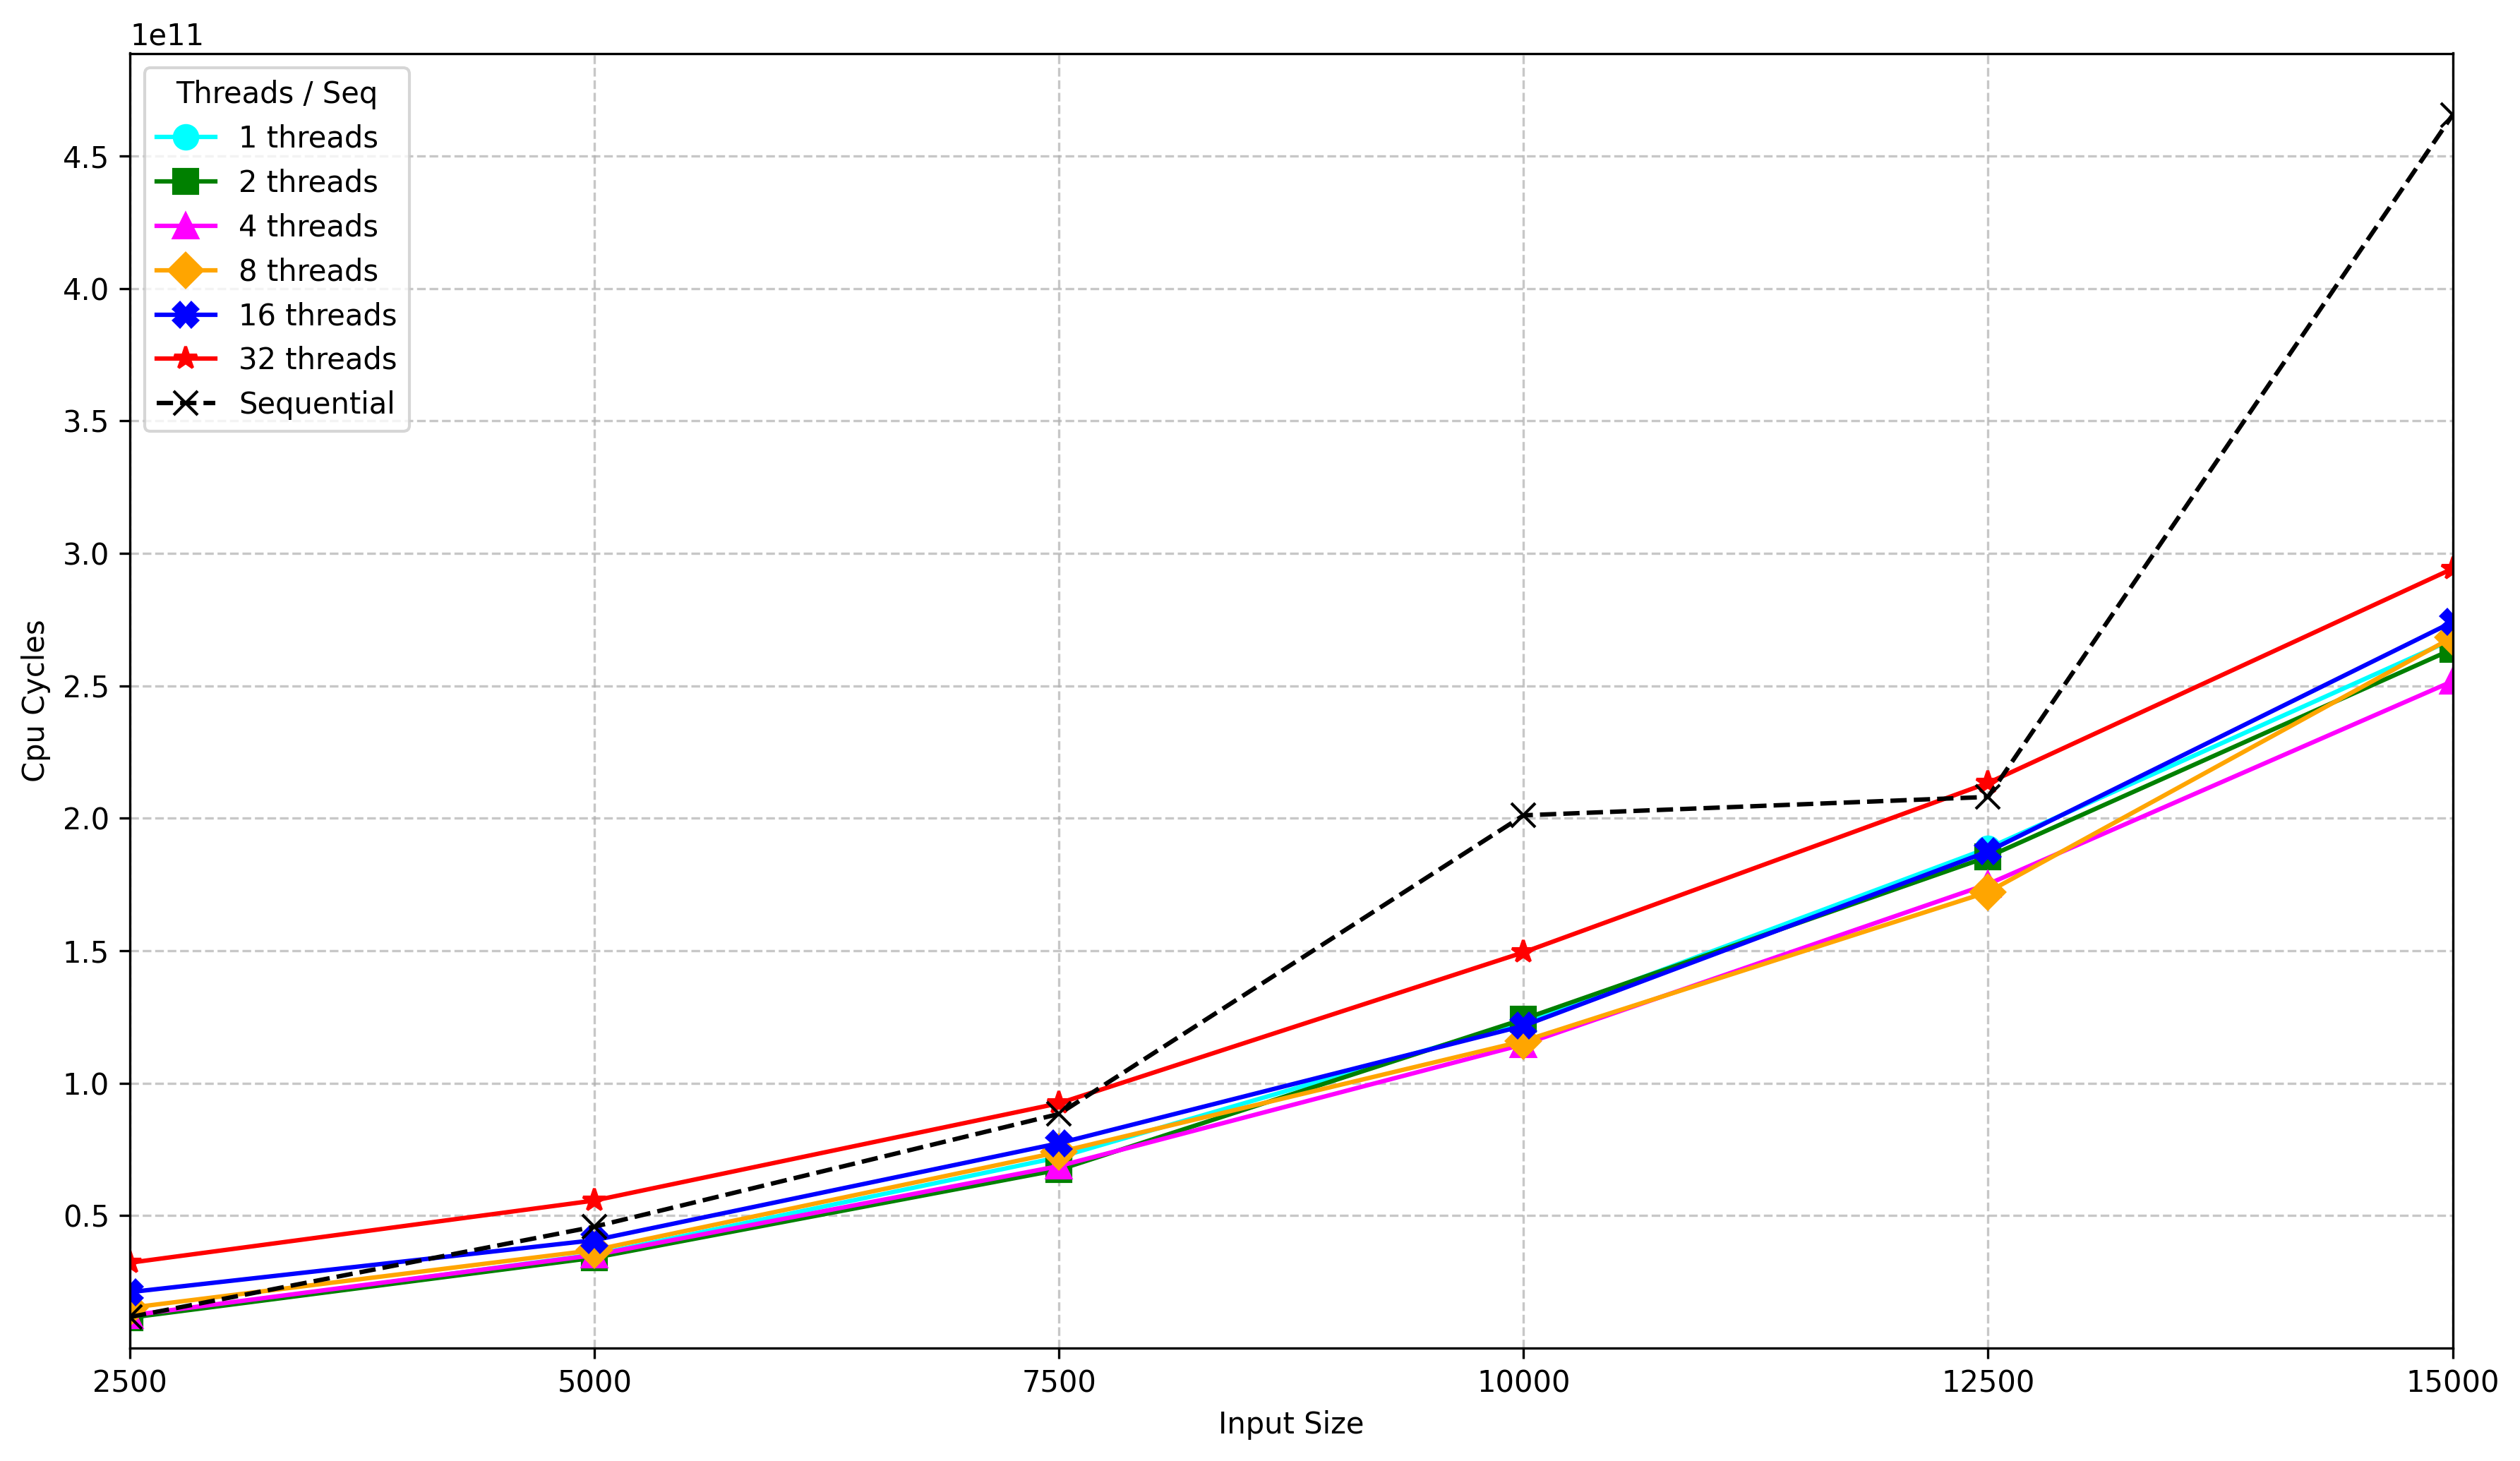 1e11
Threads / Seq
1 threads
2 threads
4 threads
8 threads
16 threads
32 threads
Sequential
4.5
4.0
3.5
3.0
2.5
2.0
1.5
1.0
0.5
Cpu Cycles
2500 5000 7500 10000 12500 15000
Input Size